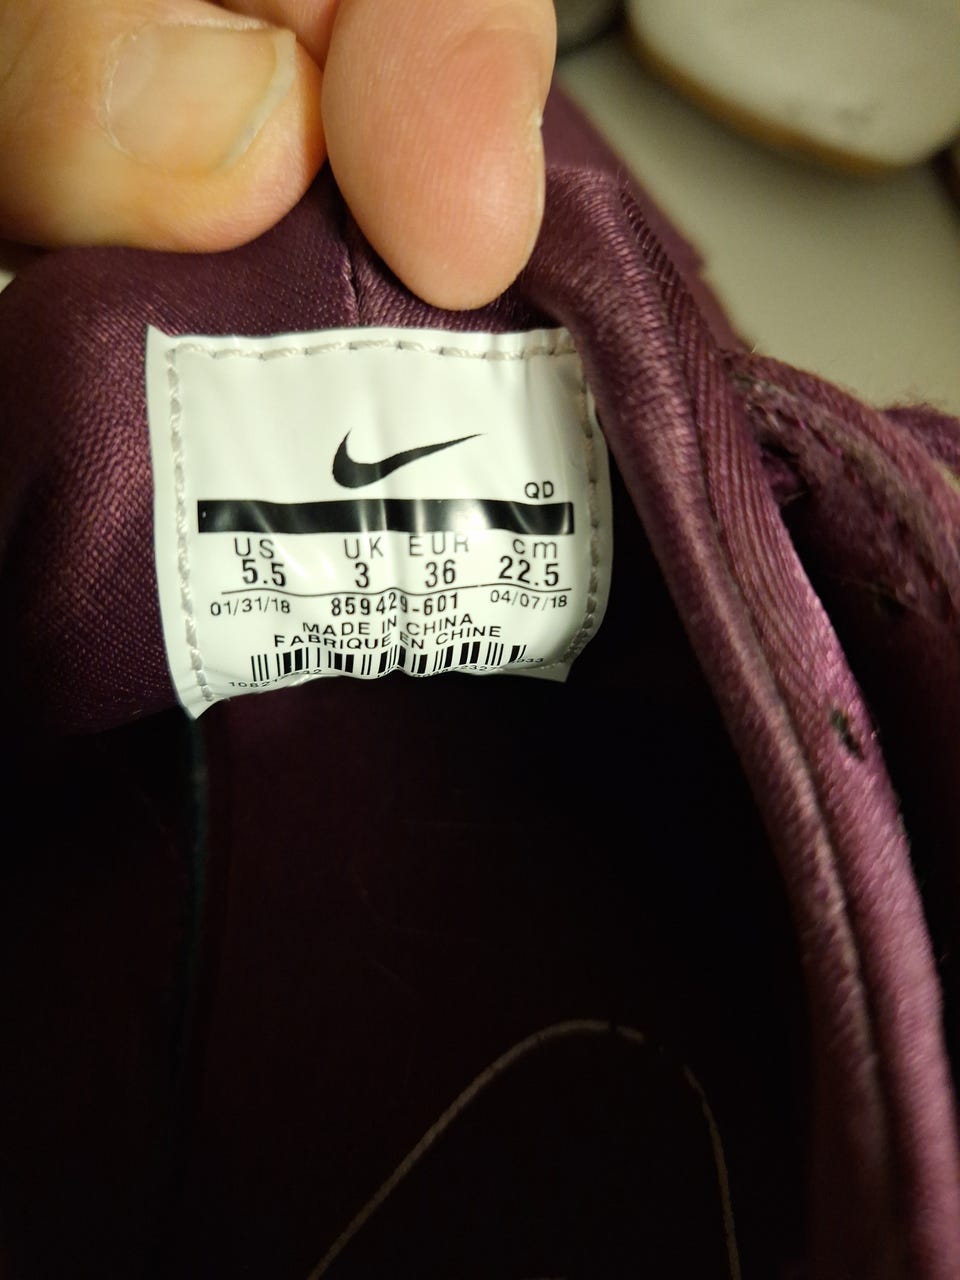 QD
US UK EUR cm
5.5 3 36 22.5
01/31/18 859429-601 04/07/18
MADE IN CHINA
FABRIQUE EN CHINE